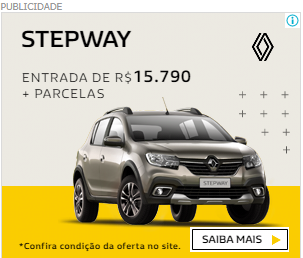 PUBLICIDADE
STEPWAY
ENTRADA DE R$15.790
+ PARCELAS
STEPWAY
*Confira condição da oferta no site.
SAIBA MAIS